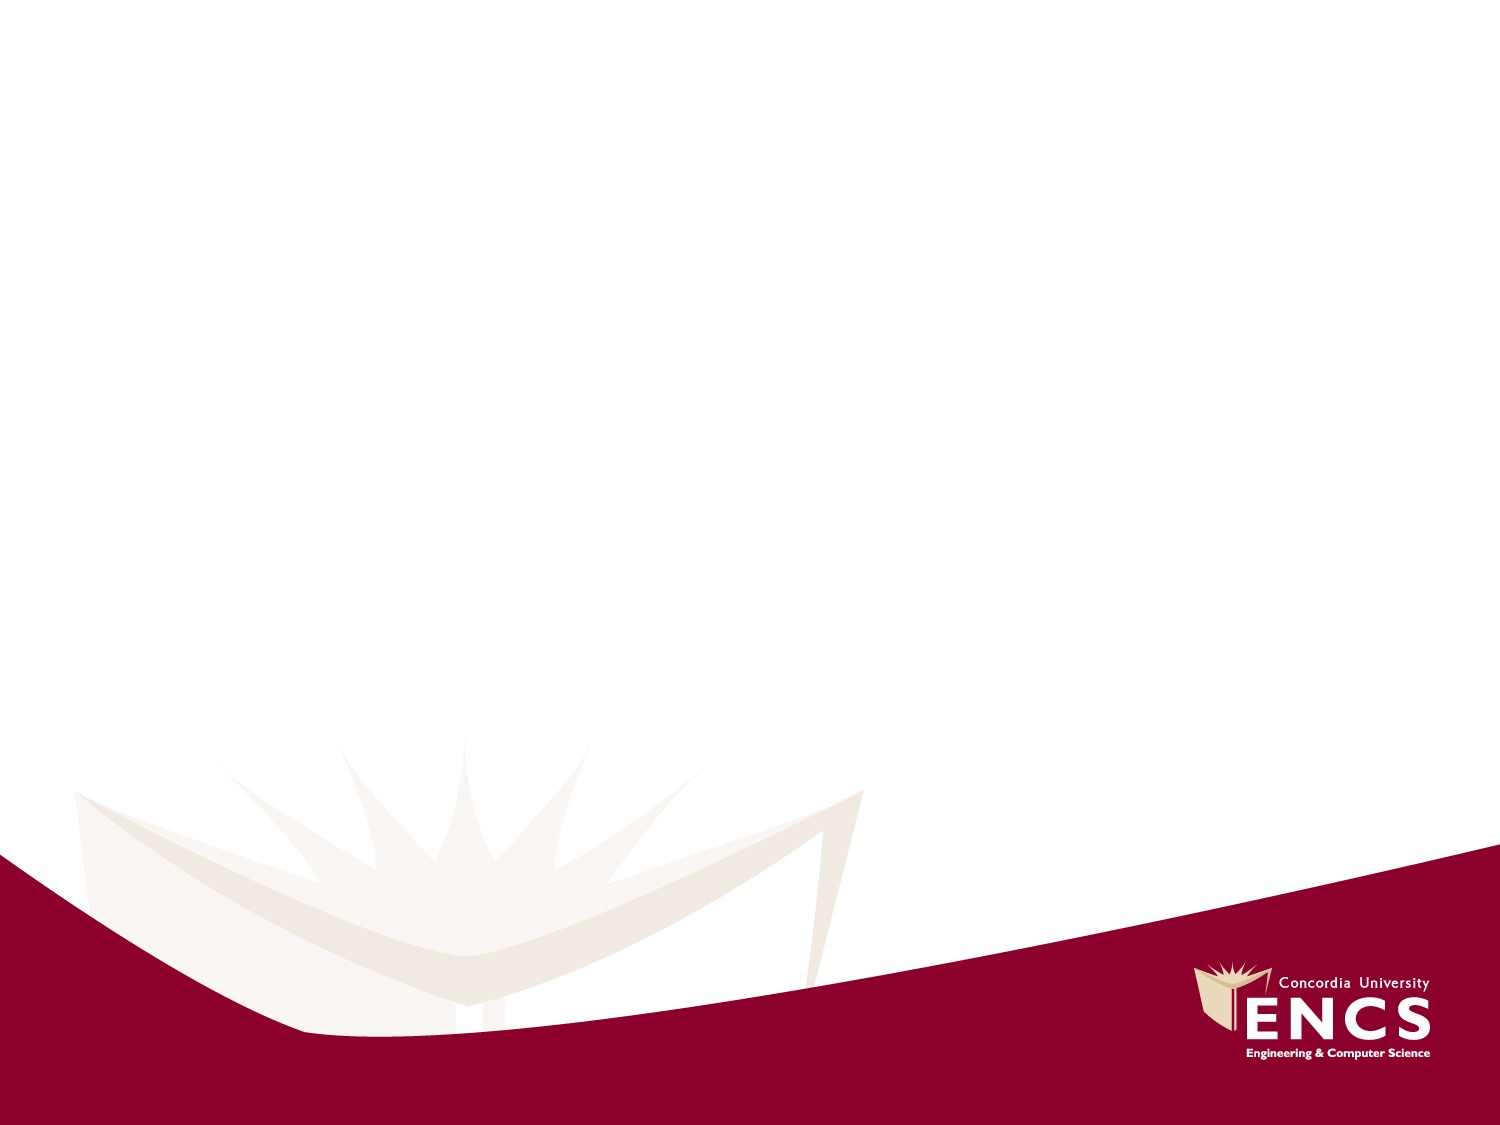 Concordia University
ENCS
Engineering & Computer Science